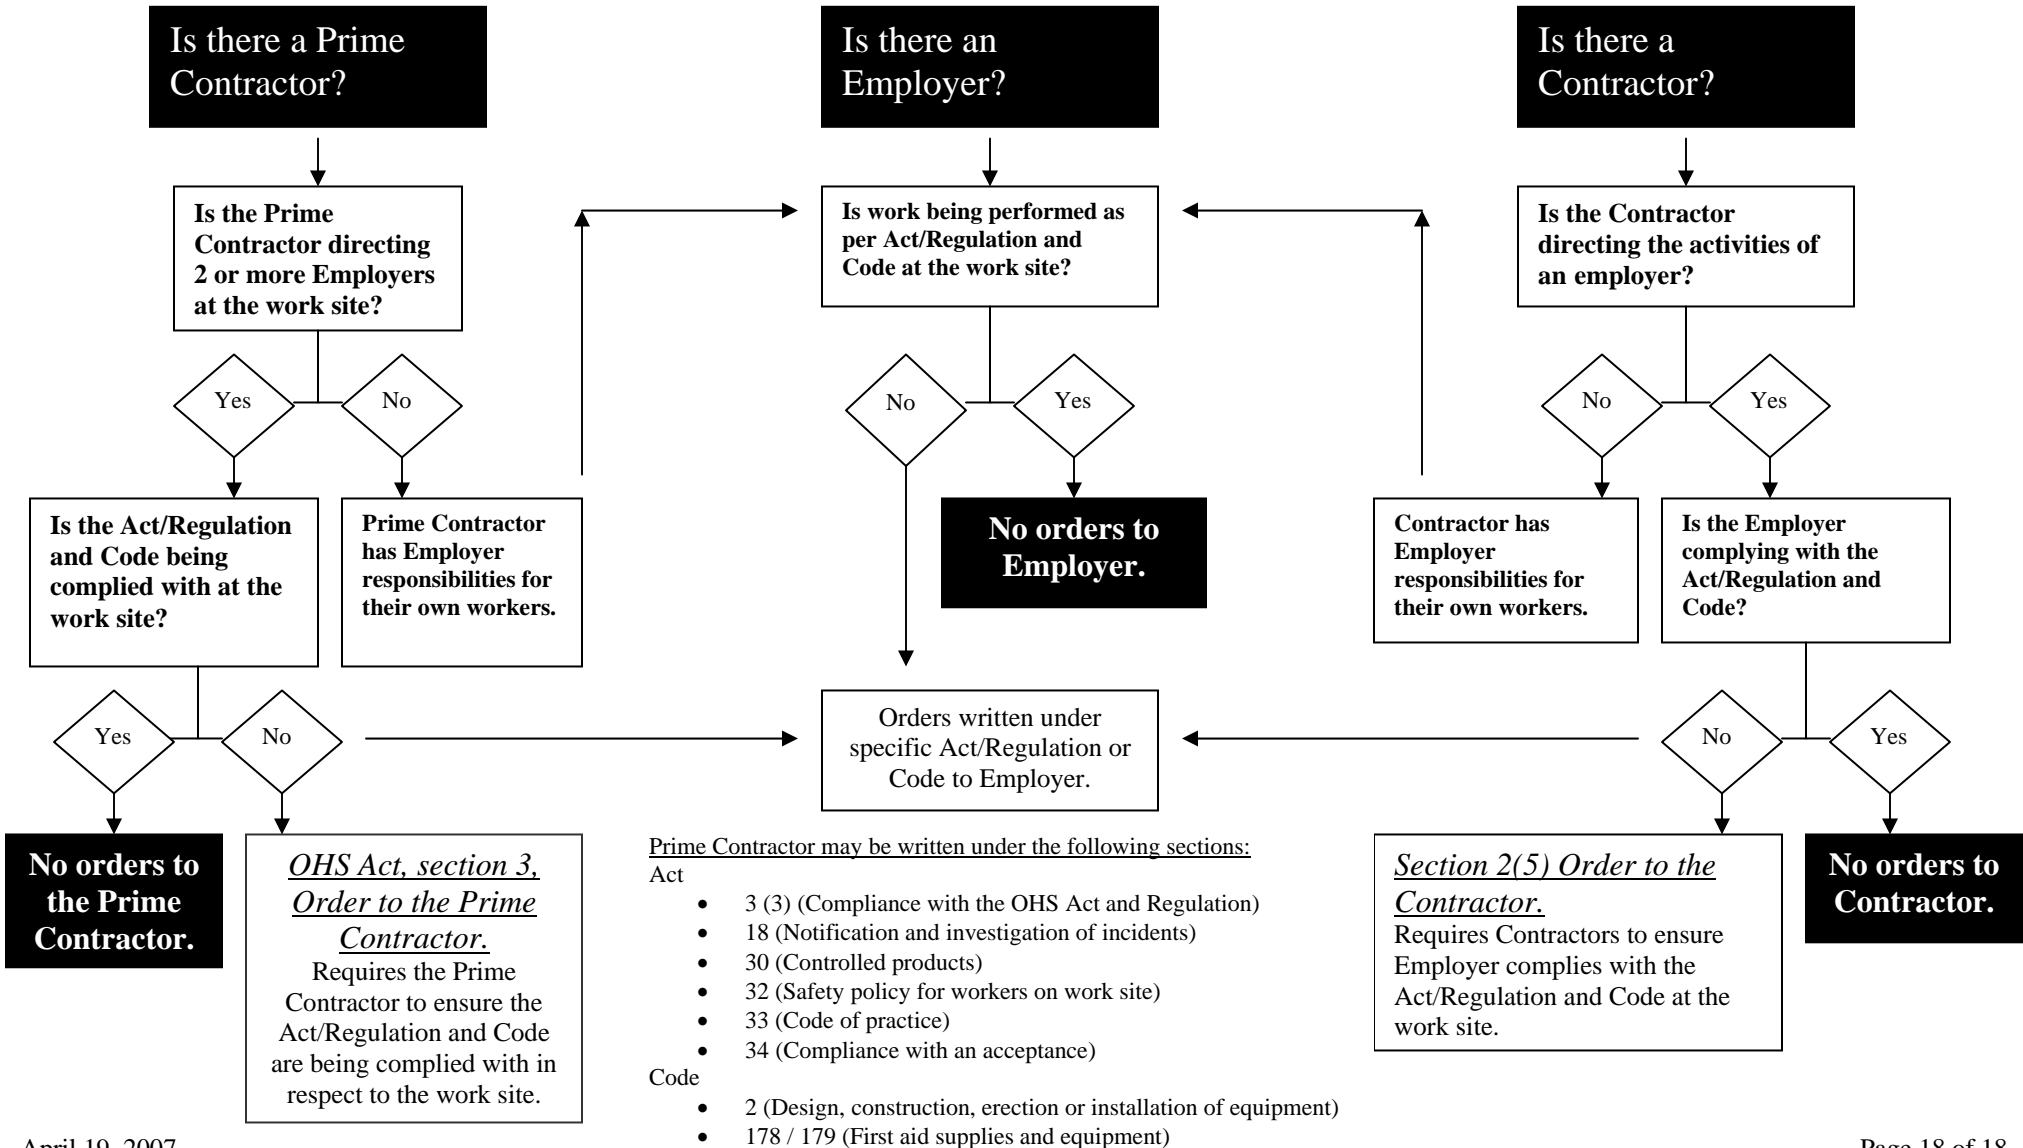 Is there a Prime
Contractor?
Is there an
Employer?
Is there a
Contractor?
Is the Prime
Contractor directing
2 or more Employers
at the work site?
Is work being performed as
per Act/Regulation and
Code at the work site?
Is the Contractor
directing the activities of
an employer?
Yes
No
No
Yes
No
Yes
Is the Act/Regulation
and Code being
complied with at the
work site?
Prime Contractor
has Employer
responsibilities for
their own workers.
No orders to
Employer.
Contractor has
Employer
responsibilities for
their own workers.
Is the Employer
complying with the
Act/Regulation and
Code?
Yes
No
Orders written under
specific Act/Regulation or
Code to Employer.
No
Yes
No orders to
the Prime
Contractor.
OHS Act, section 3,
Order to the Prime
Contractor.
Requires the Prime
Contractor to ensure the
Act/Regulation and Code
are being complied with in
respect to the work site.
Prime Contractor may be written under the following sections:
Act
• 3 (3) (Compliance with the OHS Act and Regulation)
• 18 (Notification and investigation of incidents)
• 30 (Controlled products)
• 32 (Safety policy for workers on work site)
• 33 (Code of practice)
• 34 (Compliance with an acceptance)
Code
• 2 (Design, construction, erection or installation of equipment)
• 178 / 179 (First aid supplies and equipment)
Section 2(5) Order to the
Contractor.
Requires Contractors to ensure
Employer complies with the
Act/Regulation and Code at the
work site.
No orders to
Contractor.
April 19, 2007
Page 18 of 18